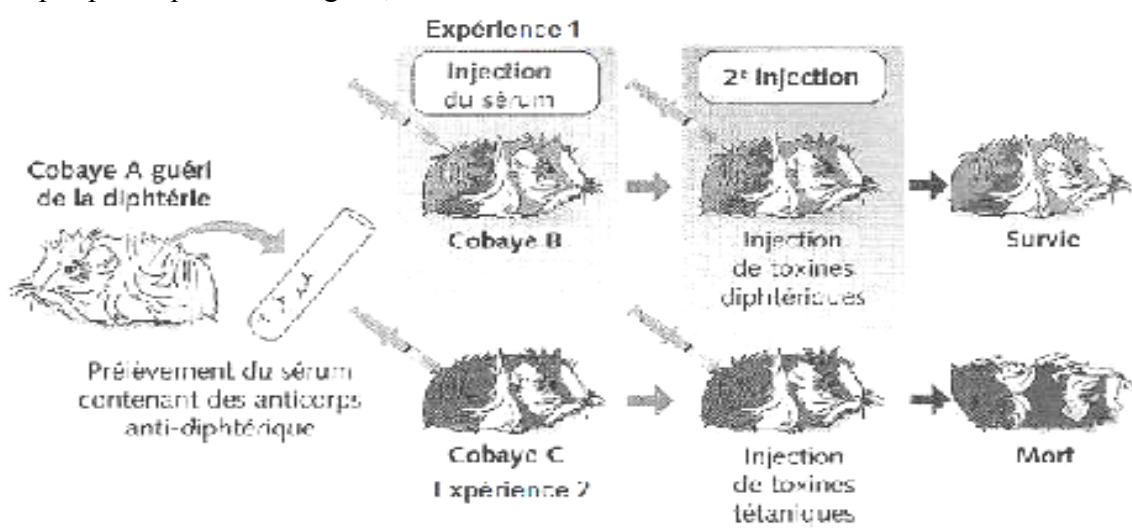 Expérience 1
Injection
du sérum
2e Injection
Cobaye A guéri
de la diphtérie
Cobaye B
Injection
de toxines
diphtériques
Survie
Prélèvement du sérum
contenant des anticorps
anti-diphtérique
Cobaye C
Expérience 2
Injection
de toxines
tétaniques
Mort